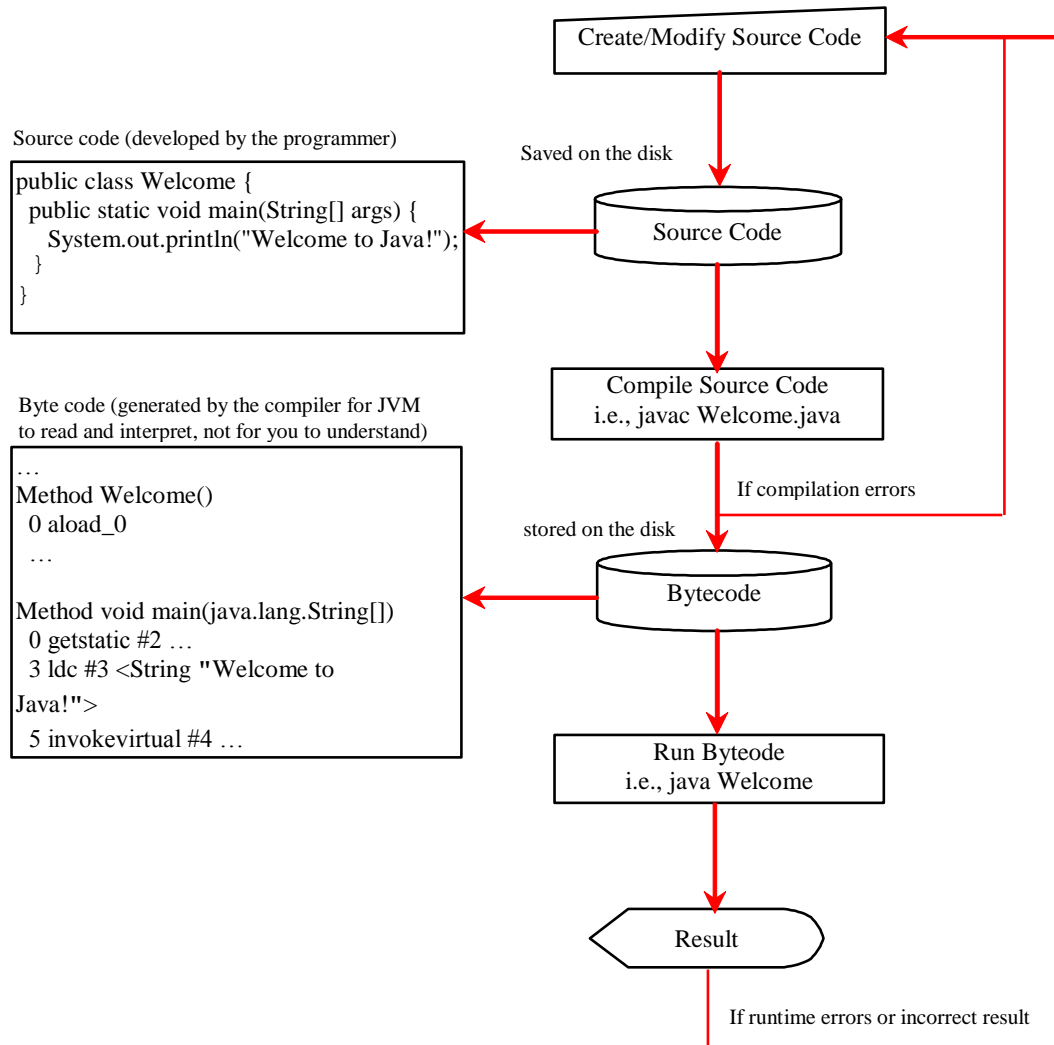 Create/Modify Source Code
Source code (developed by the programmer)
public class Welcome {
public static void main(String[] args) {
System.out.println("Welcome to Java!");
}
}
Saved on the disk
Source Code
Compile Source Code
i.e., javac Welcome.java
Byte code (generated by the compiler for JVM
to read and interpret, not for you to understand)
…
Method Welcome()
0 aload_0
…
Method void main(java.lang.String[])
0 getstatic #2 …
3 ldc #3 <String "Welcome to
Java!">
5 invokevirtual #4 …
If compilation errors
stored on the disk
Bytecode
Run Byteode
i.e., java Welcome
Result
If runtime errors or incorrect result